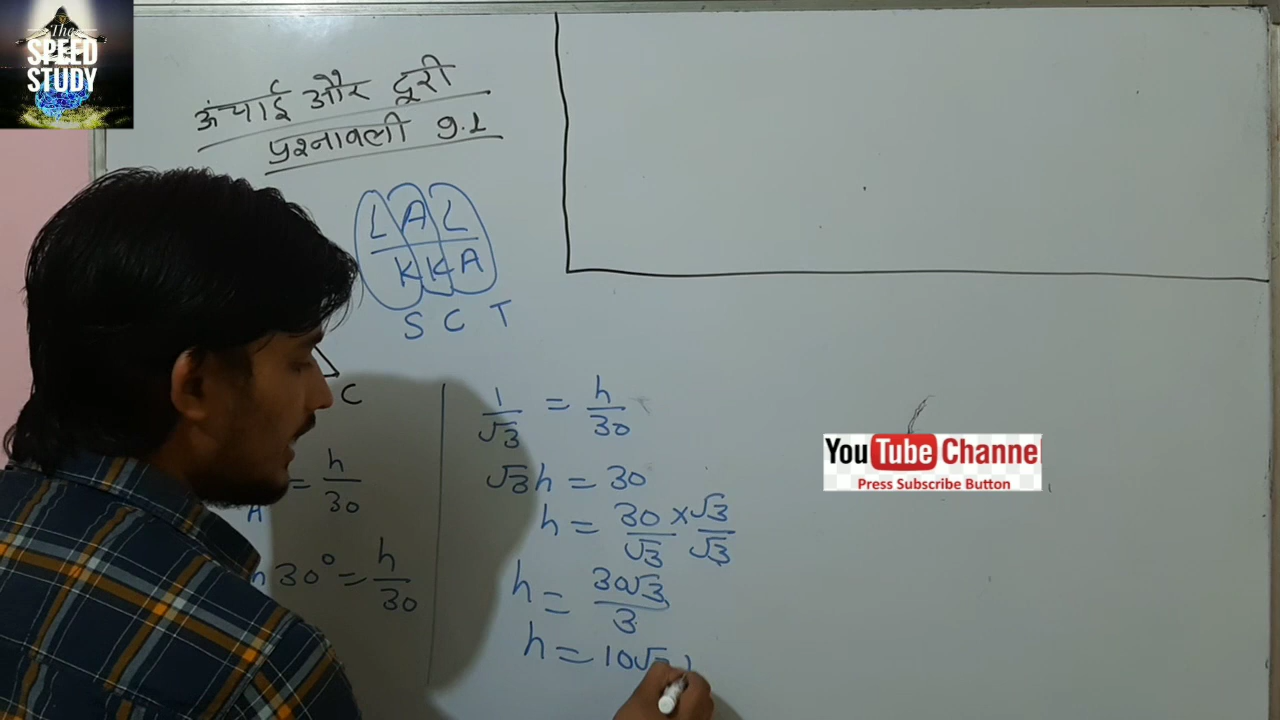 The
SPEED
STUDY
ऊंचाई और दूरी
प्रश्नावली 9.1
L A L
K K A
S C T
C
A = h/30
30° = h/30
1/√3 = h/30
√3h = 30
h = 30/√3 × √3/√3
h = 30√3/3
h = 10√
YouTube Channe
Press Subscribe Button